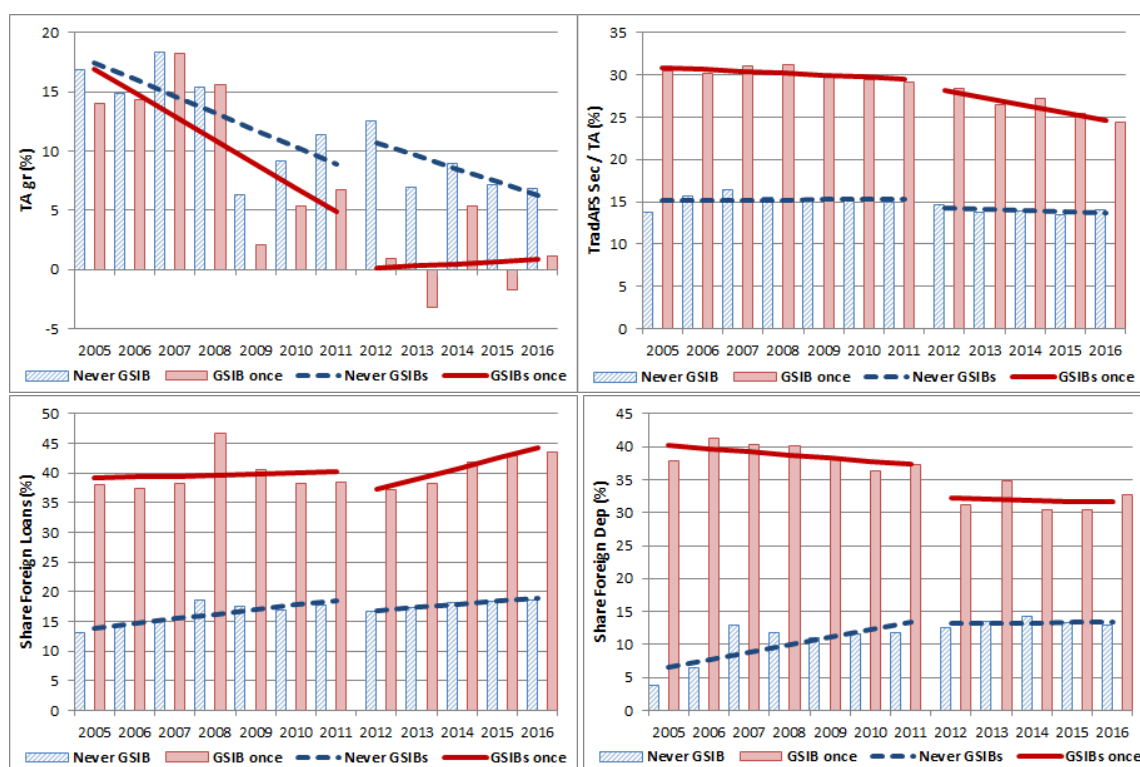 TA gr (%)
20
15
10
5
0
-5
2005 2006 2007 2008 2009 2010 2011 2012 2013 2014 2015 2016
Never GSIB GSIB once Never GSIBs GSIBs once
TradAFS Sec / TA (%)
35
30
25
20
15
10
5
0
2005 2006 2007 2008 2009 2010 2011 2012 2013 2014 2015 2016
Never GSIB GSIB once Never GSIBs GSIBs once
Share Foreign Loans (%)
50
45
40
35
30
25
20
15
10
5
0
2005 2006 2007 2008 2009 2010 2011 2012 2013 2014 2015 2016
Never GSIB GSIB once Never GSIBs GSIBs once
Share Foreign Dep (%)
45
40
35
30
25
20
15
10
5
0
2005 2006 2007 2008 2009 2010 2011 2012 2013 2014 2015 2016
Never GSIB GSIB once Never GSIBs GSIBs once